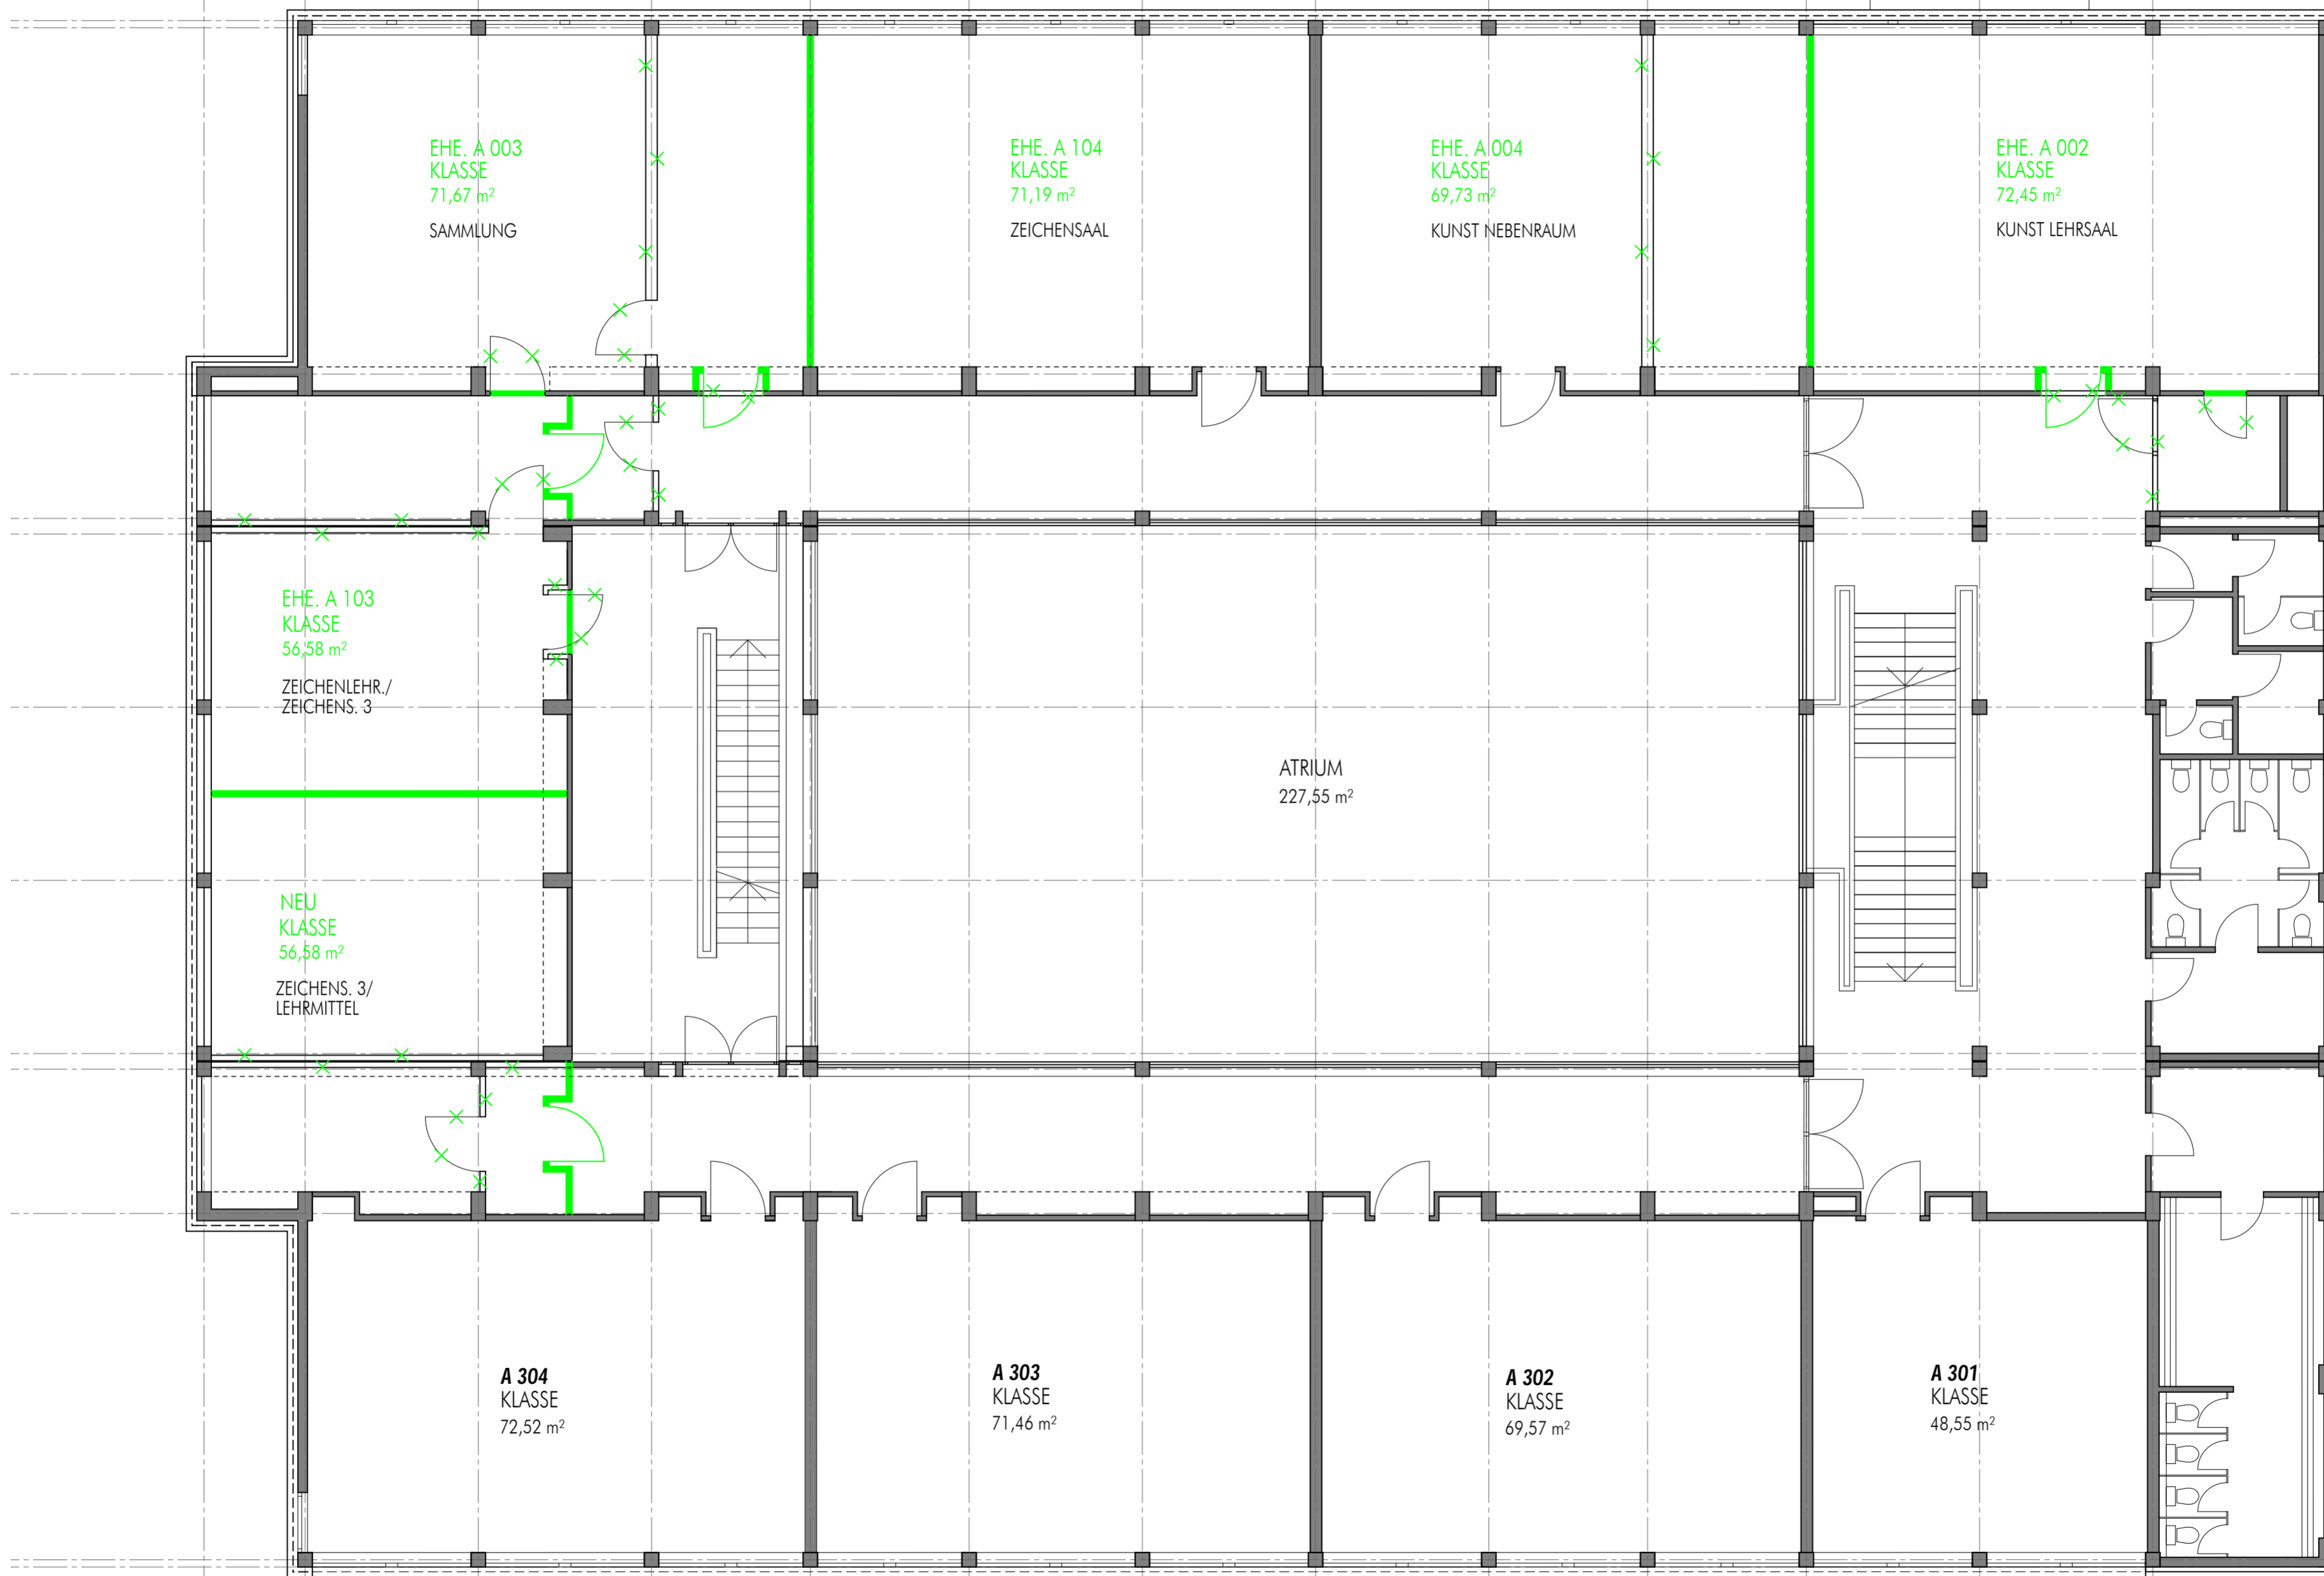 EHE. A 003
KLASSE
71,67 m²
SAMMLUNG
EHE. A 104
KLASSE
71,19 m²
ZEICHENSAAL
EHE. A 004
KLASSE
69,73 m²
KUNST NEBENRAUM
EHE. A 002
KLASSE
72,45 m²
KUNST LEHRSAAL
EHE. A 103
KLASSE
56,58 m²
ZEICHENLEHR./
ZEICHENS. 3
ATRIUM
227,55 m²
NEU
KLASSE
56,58 m²
ZEICHENS. 3/
LEHRMITTEL
A 304
KLASSE
72,52 m²
A 303
KLASSE
71,46 m²
A 302
KLASSE
69,57 m²
A 301
KLASSE
48,55 m²